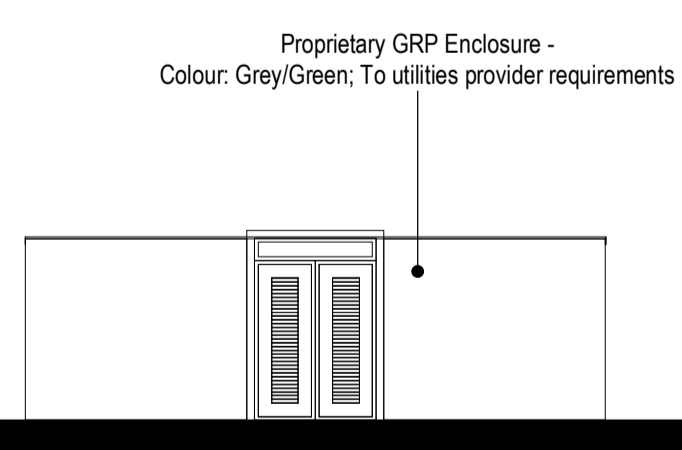 Proprietary GRP Enclosure -
Colour: Grey/Green; To utilities provider requirements